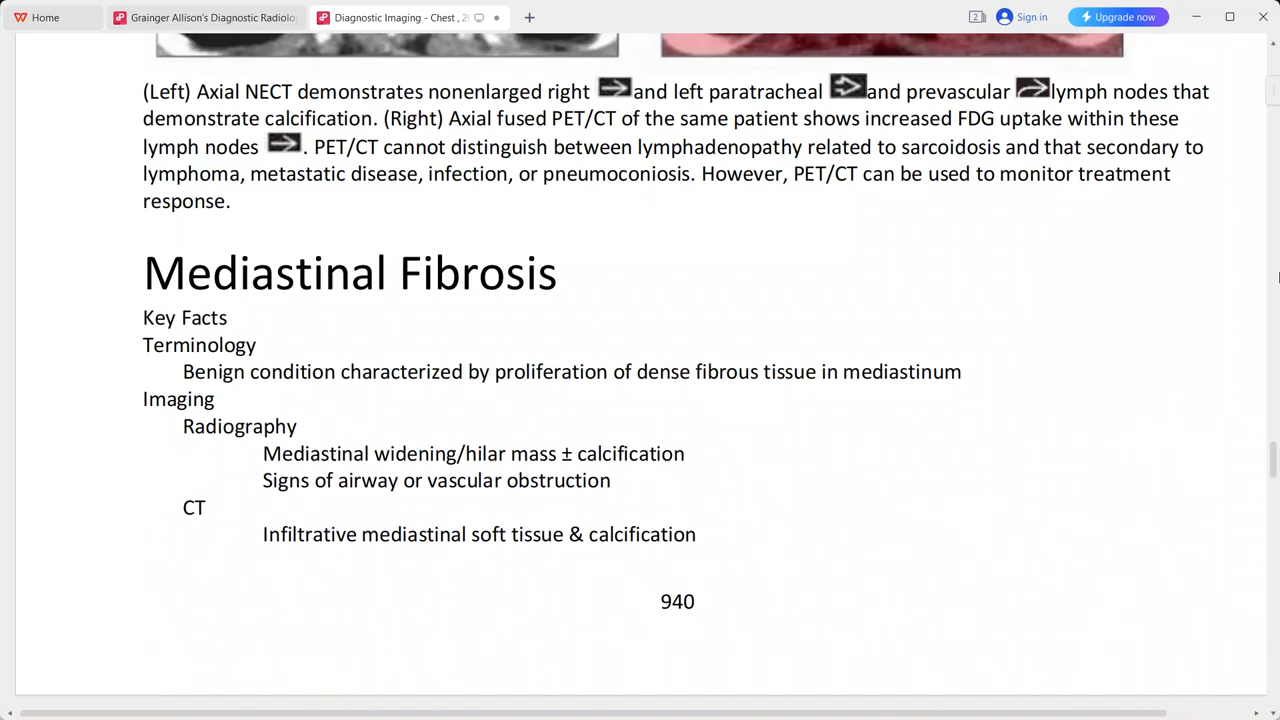 Home
Grainger Allison's Diagnostic Radiolo
Diagnostic Imaging - Chest , 2
2
Sign in
Upgrade now
(Left) Axial NECT demonstrates nonenlarged right and left paratracheal and prevascular lymph nodes that
demonstrate calcification. (Right) Axial fused PET/CT of the same patient shows increased FDG uptake within these
lymph nodes . PET/CT cannot distinguish between lymphadenopathy related to sarcoidosis and that secondary to
lymphoma, metastatic disease, infection, or pneumoconiosis. However, PET/CT can be used to monitor treatment
response.
Mediastinal Fibrosis
Key Facts
Terminology
Benign condition characterized by proliferation of dense fibrous tissue in mediastinum
Imaging
Radiography
Mediastinal widening/hilar mass ± calcification
Signs of airway or vascular obstruction
CT
Infiltrative mediastinal soft tissue & calcification
940